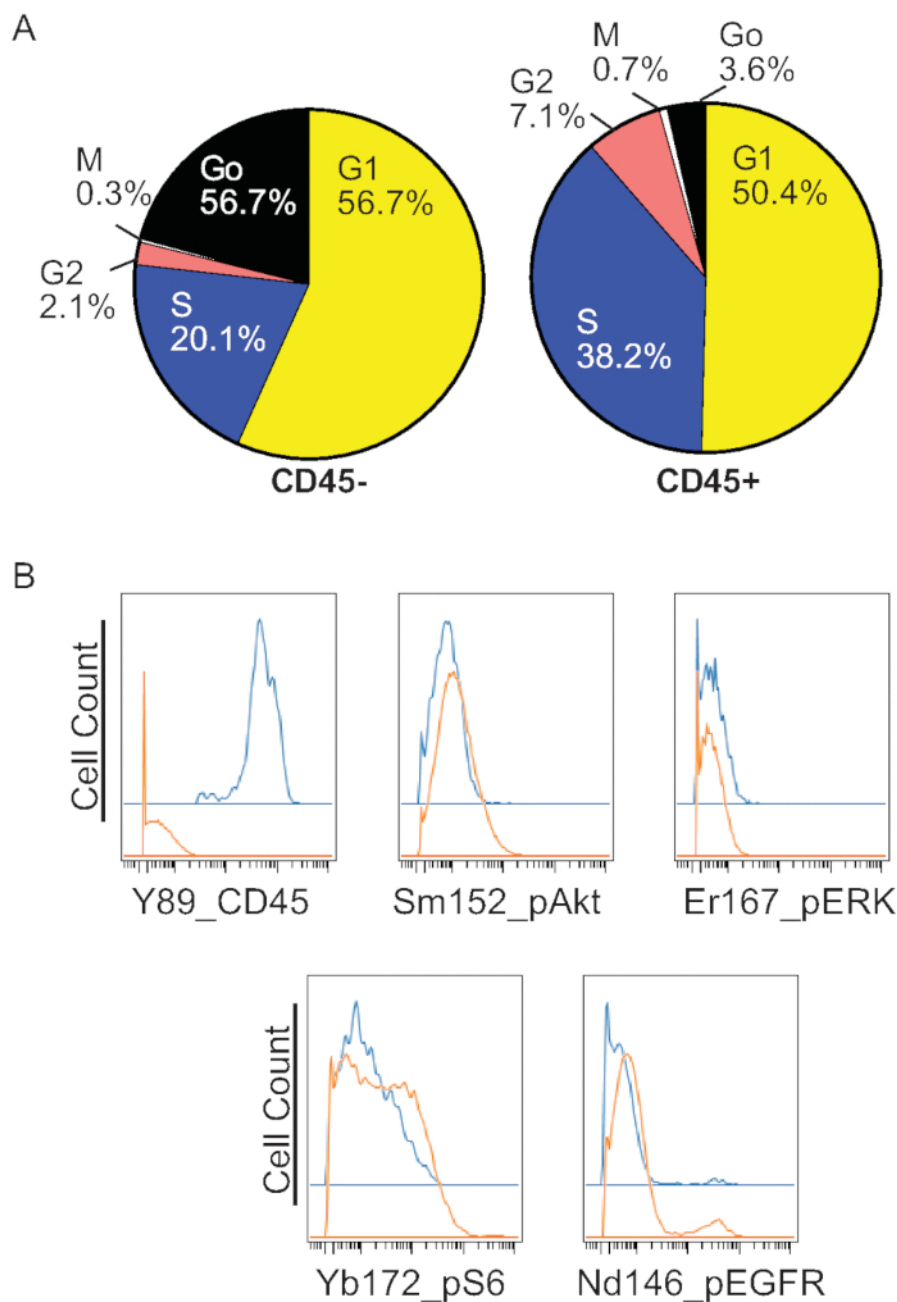 A
M
0.3%
G2
2.1%
Go
56.7%
G1
56.7%
S
20.1%
CD45-
M
0.7%
Go
3.6%
G2
7.1%
G1
50.4%
S
38.2%
CD45+
B
Cell Count
Y89_CD45
Sm152_pAkt
Er167_pERK
Cell Count
Yb172_pS6
Nd146_pEGFR